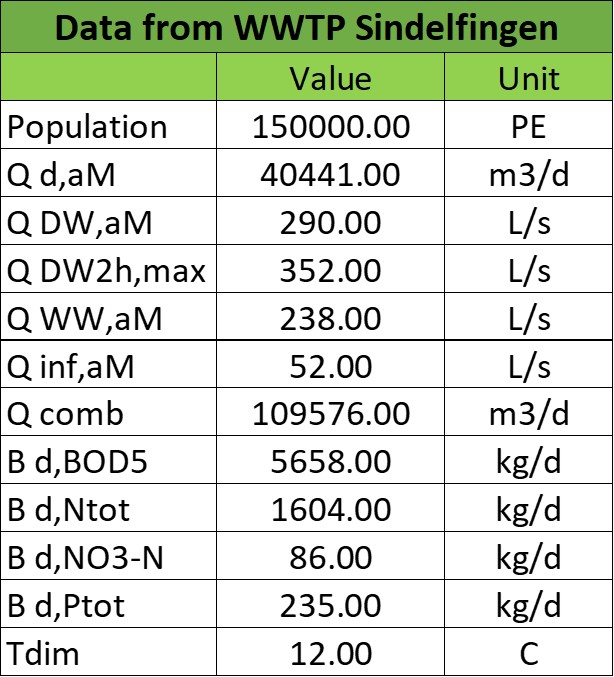 Data from WWTP Sindelfingen
Value Unit
Population 150000.00 PE
Q d,aM 40441.00 m3/d
Q DW,aM 290.00 L/s
Q DW2h,max 352.00 L/s
Q WW,aM 238.00 L/s
Q inf,aM 52.00 L/s
Q comb 109576.00 m3/d
B d,BOD5 5658.00 kg/d
B d,Ntot 1604.00 kg/d
B d,NO3-N 86.00 kg/d
B d,Ptot 235.00 kg/d
Tdim 12.00 C